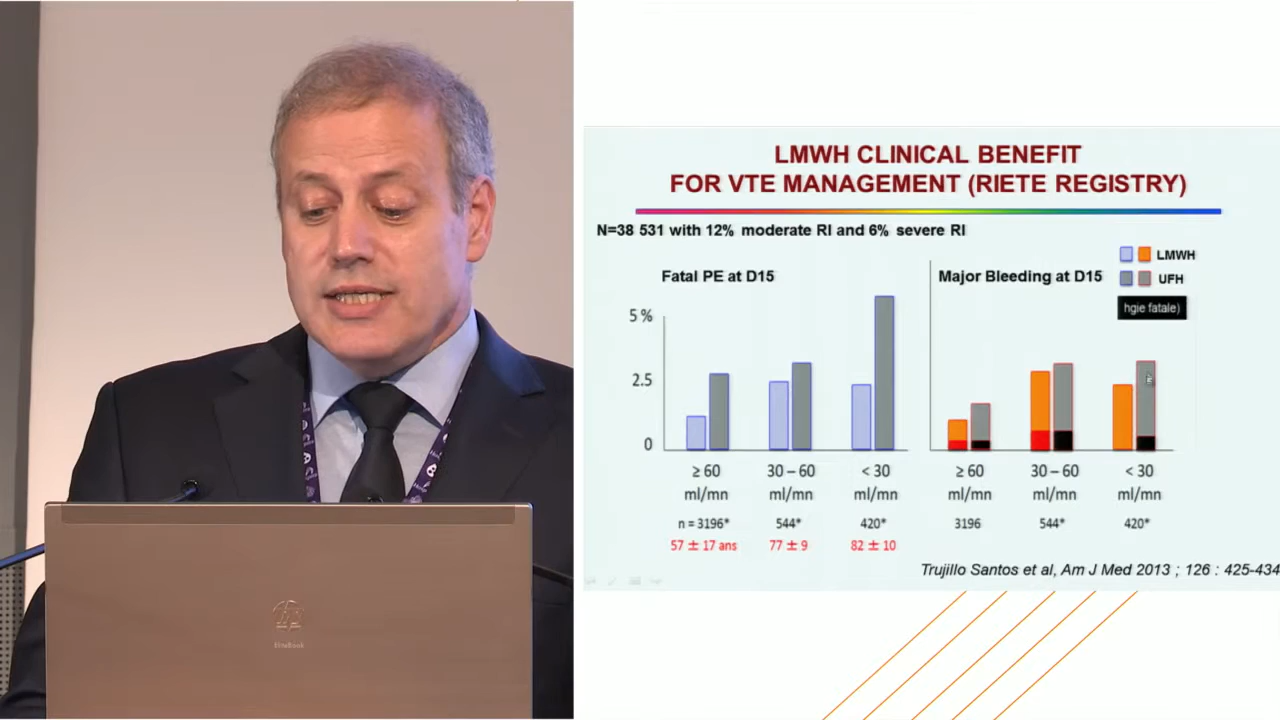 LMWH CLINICAL BENEFIT
FOR VTE MANAGEMENT (RIETE REGISTRY)
N=38 531 with 12% moderate RI and 6% severe RI
Fatal PE at D15
5 %
2.5
0
≥ 60
30 – 60
< 30
ml/mn
ml/mn
ml/mn
n = 3196*
544*
420*
57 ± 17 ans
77 ± 9
82 ± 10
Major Bleeding at D15
LMWH
UFH
hgie fatale)
≥ 60
30 – 60
< 30
ml/mn
ml/mn
ml/mn
3196
544*
420*
Trujillo Santos et al, Am J Med 2013 ; 126 : 425-434
EliteBook